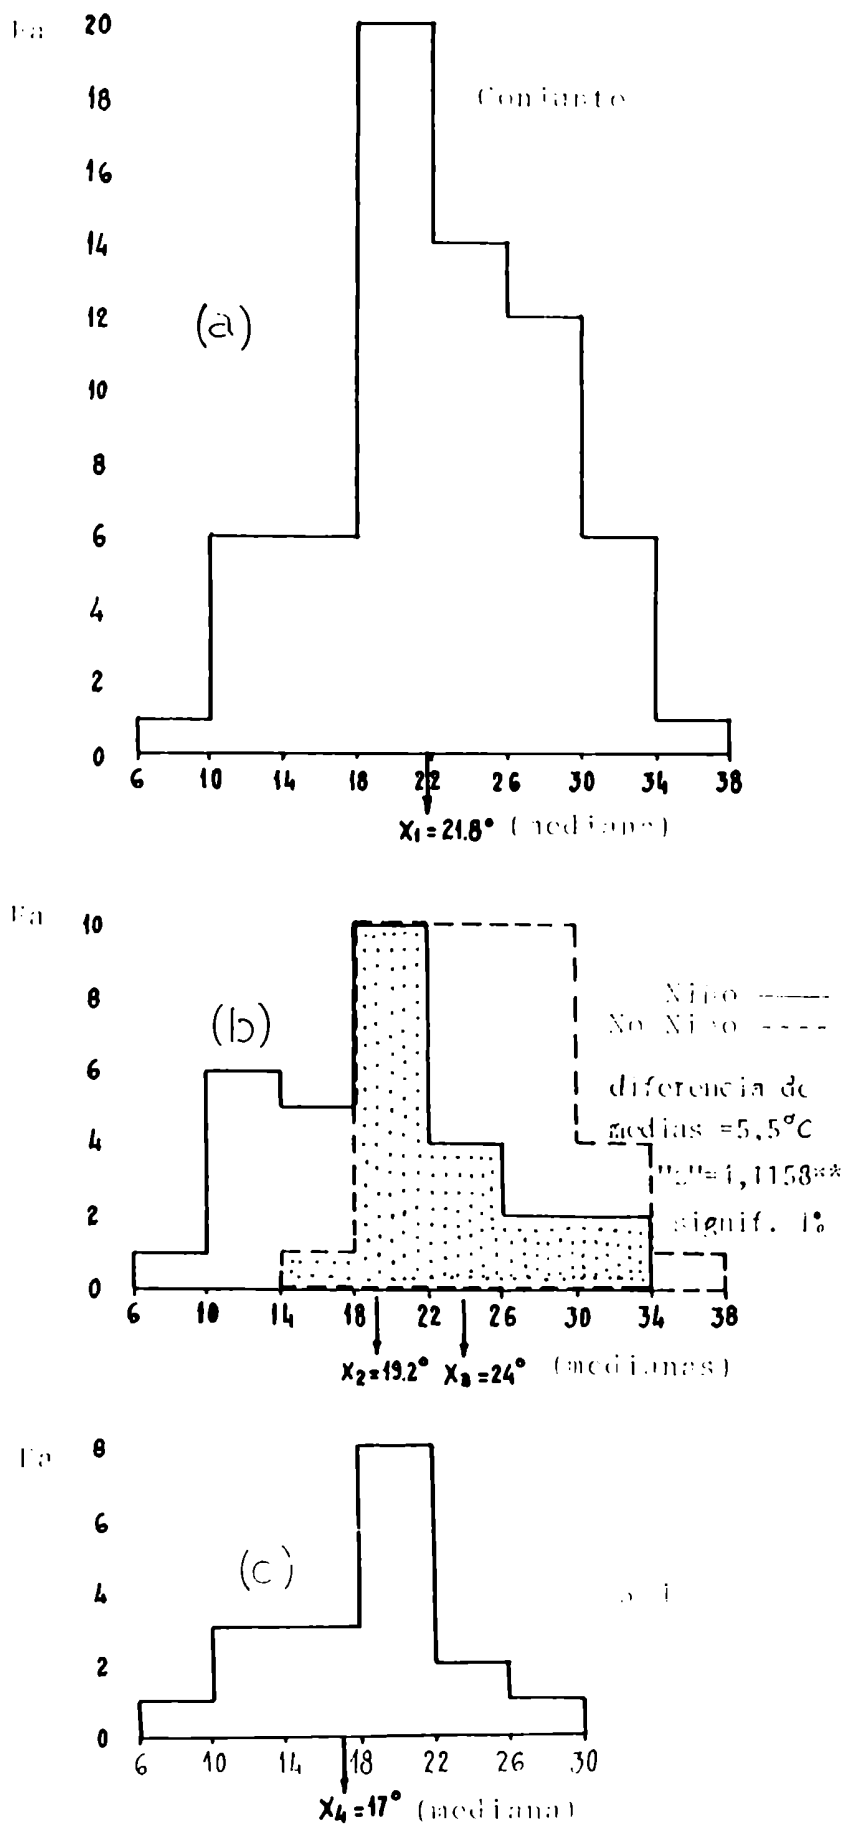 Fa
20
Conjunto
18
16
14
(a)
12
10
8
6
4
2
0
6 10 14 18 22 26 30 34 38
X₁=21.8° (mediana)
Fa
10
8
Niño
(b)
No Niño
6
diferencia de
medias =5,5°C
4
signif. 1%
2
0
6 10 14 18 22 26 30 34 38
X₂=19.2° X₃=24° (medianas)
Fa
8
6
(c)
4
2
0
6 10 14 18 22 26 30
X₄=17° (mediana)